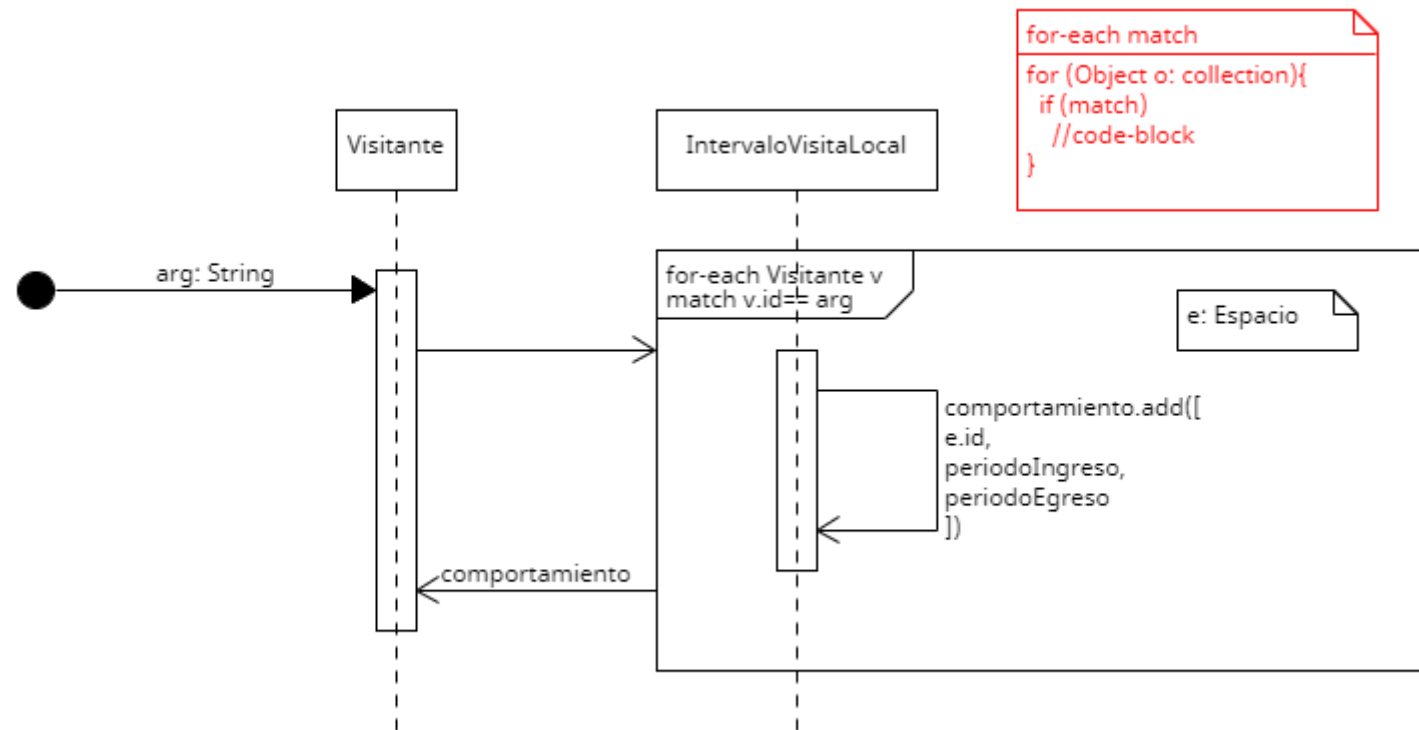 for-each match
for (Object o: collection){
if (match)
//code-block
}
Visitante
IntervaloVisitaLocal
arg: String
for-each Visitante v
match v.id== arg
e: Espacio
comportamiento.add([
e.id,
periodoIngreso,
periodoEgreso
])
comportamiento